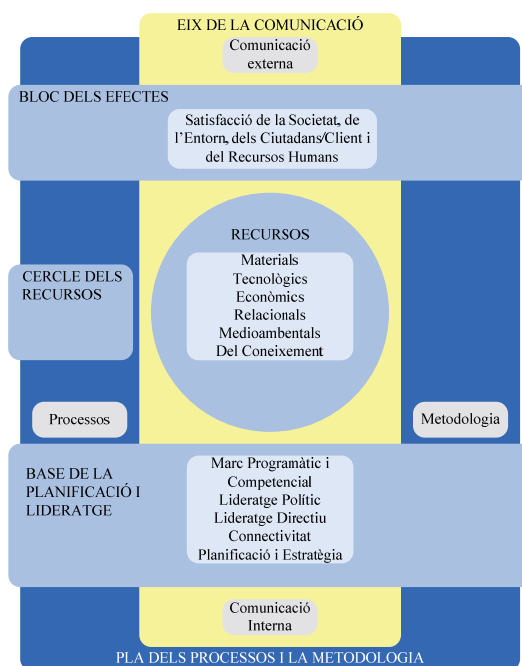 EIX DE LA COMUNICACIÓ
Comunicació
externa
BLOC DELS EFECTES
Satisfacció de la Societat, de
l’Entorn, dels Ciutadans/Client i
del Recursos Humans
RECURSOS
Materials
Tecnològics
Econòmics
Relacionals
Medioambentals
Del Coneixement
CERCLE DELS
RECURSOS
Processos
Metodologia
BASE DE LA
PLANIFICACIÓ I
LIDERATGE
Marc Programàtic i
Competencial
Lideratge Polític
Lideratge Directiu
Connectivitat
Planificació i Estratègia
Comunicació
Interna
PLA DELS PROCESSOS I LA METODOLOGIA